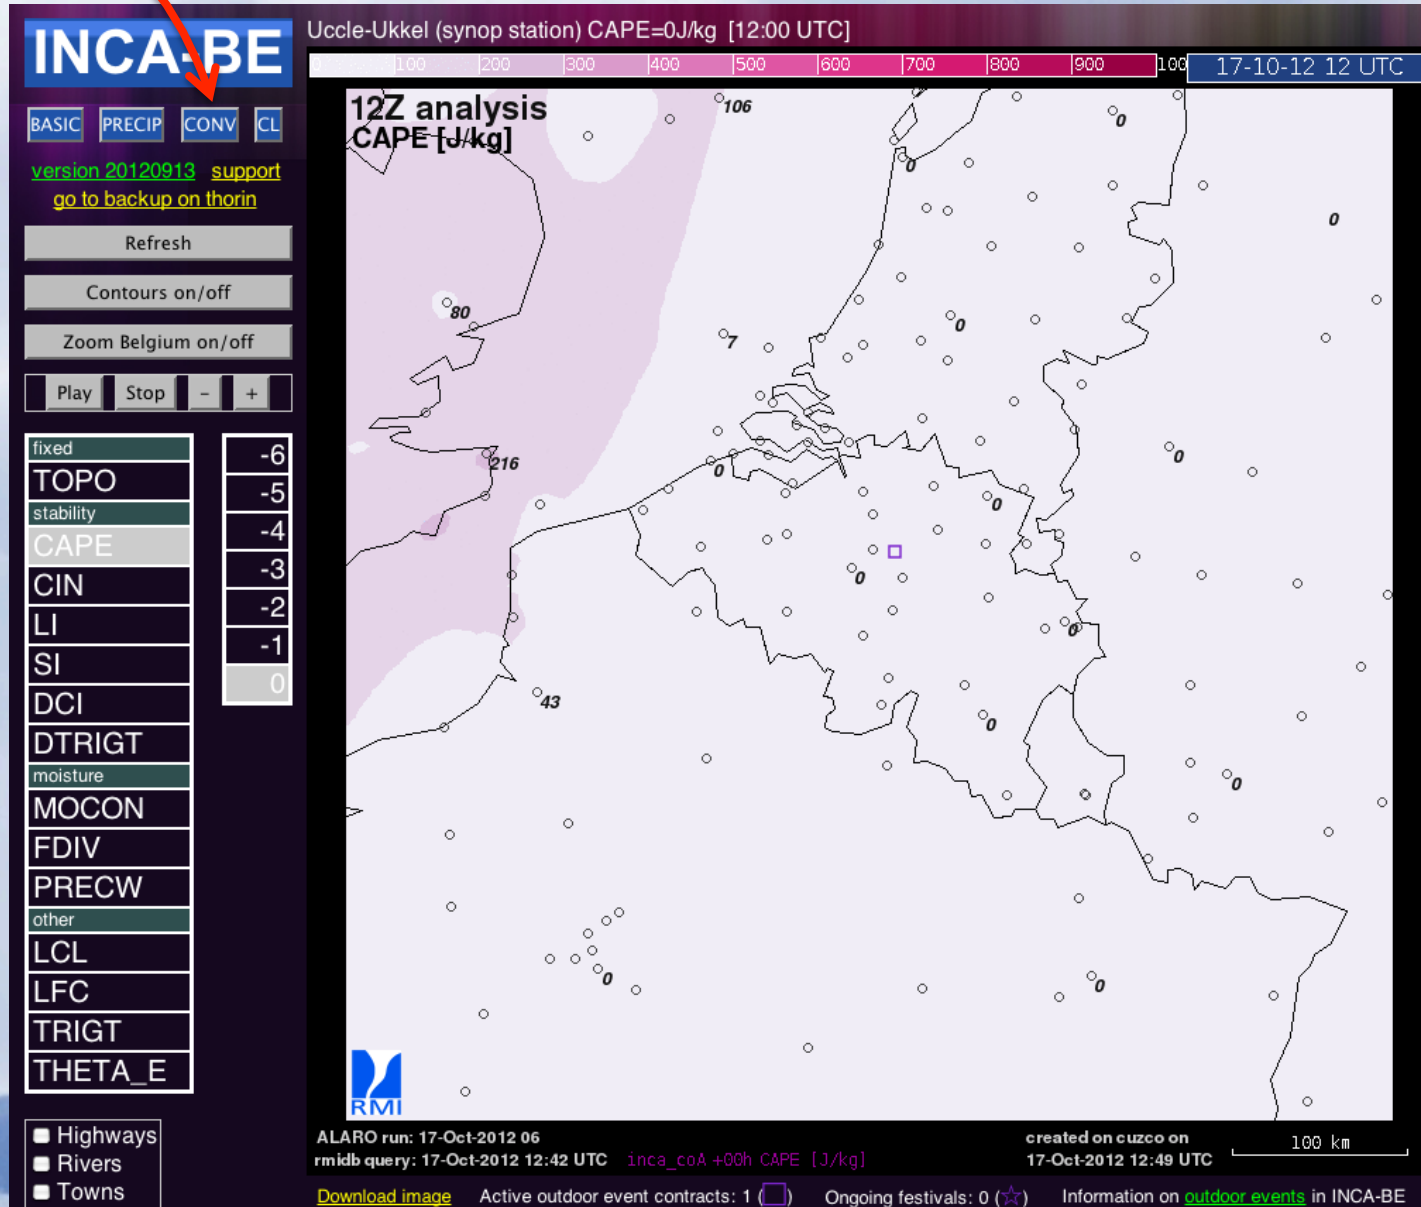 INCA-BE
BASIC PRECIP CONV CL
version 20120913 support
go to backup on thorin
Refresh
Contours on/off
Zoom Belgium on/off
Play Stop - +
fixed
TOPO
stability
CAPE
CIN
LI
SI
DCI
DTRIGT
moisture
MOCON
FDIV
PRECW
other
LCL
LFC
TRIGT
THETA_E
-6
-5
-4
-3
-2
-1
0
Highways
Rivers
Towns
Uccle-Ukkel (synop station) CAPE=0J/kg [12:00 UTC]
0 100 200 300 400 500 600 700 800 900 100
17-10-12 12 UTC
12Z analysis
CAPE [J/kg]
106
0
0
0
80
0
7
0
216
0
0
0
0
43
0
0
0
0
RMI
ALARO run: 17-Oct-2012 06
rmidb query: 17-Oct-2012 12:42 UTC inca_coA +00h CAPE [J/kg]
created on cuzco on
17-Oct-2012 12:49 UTC
100 km
Download image Active outdoor event contracts: 1 ( ) Ongoing festivals: 0 (☆) Information on outdoor events in INCA-BE